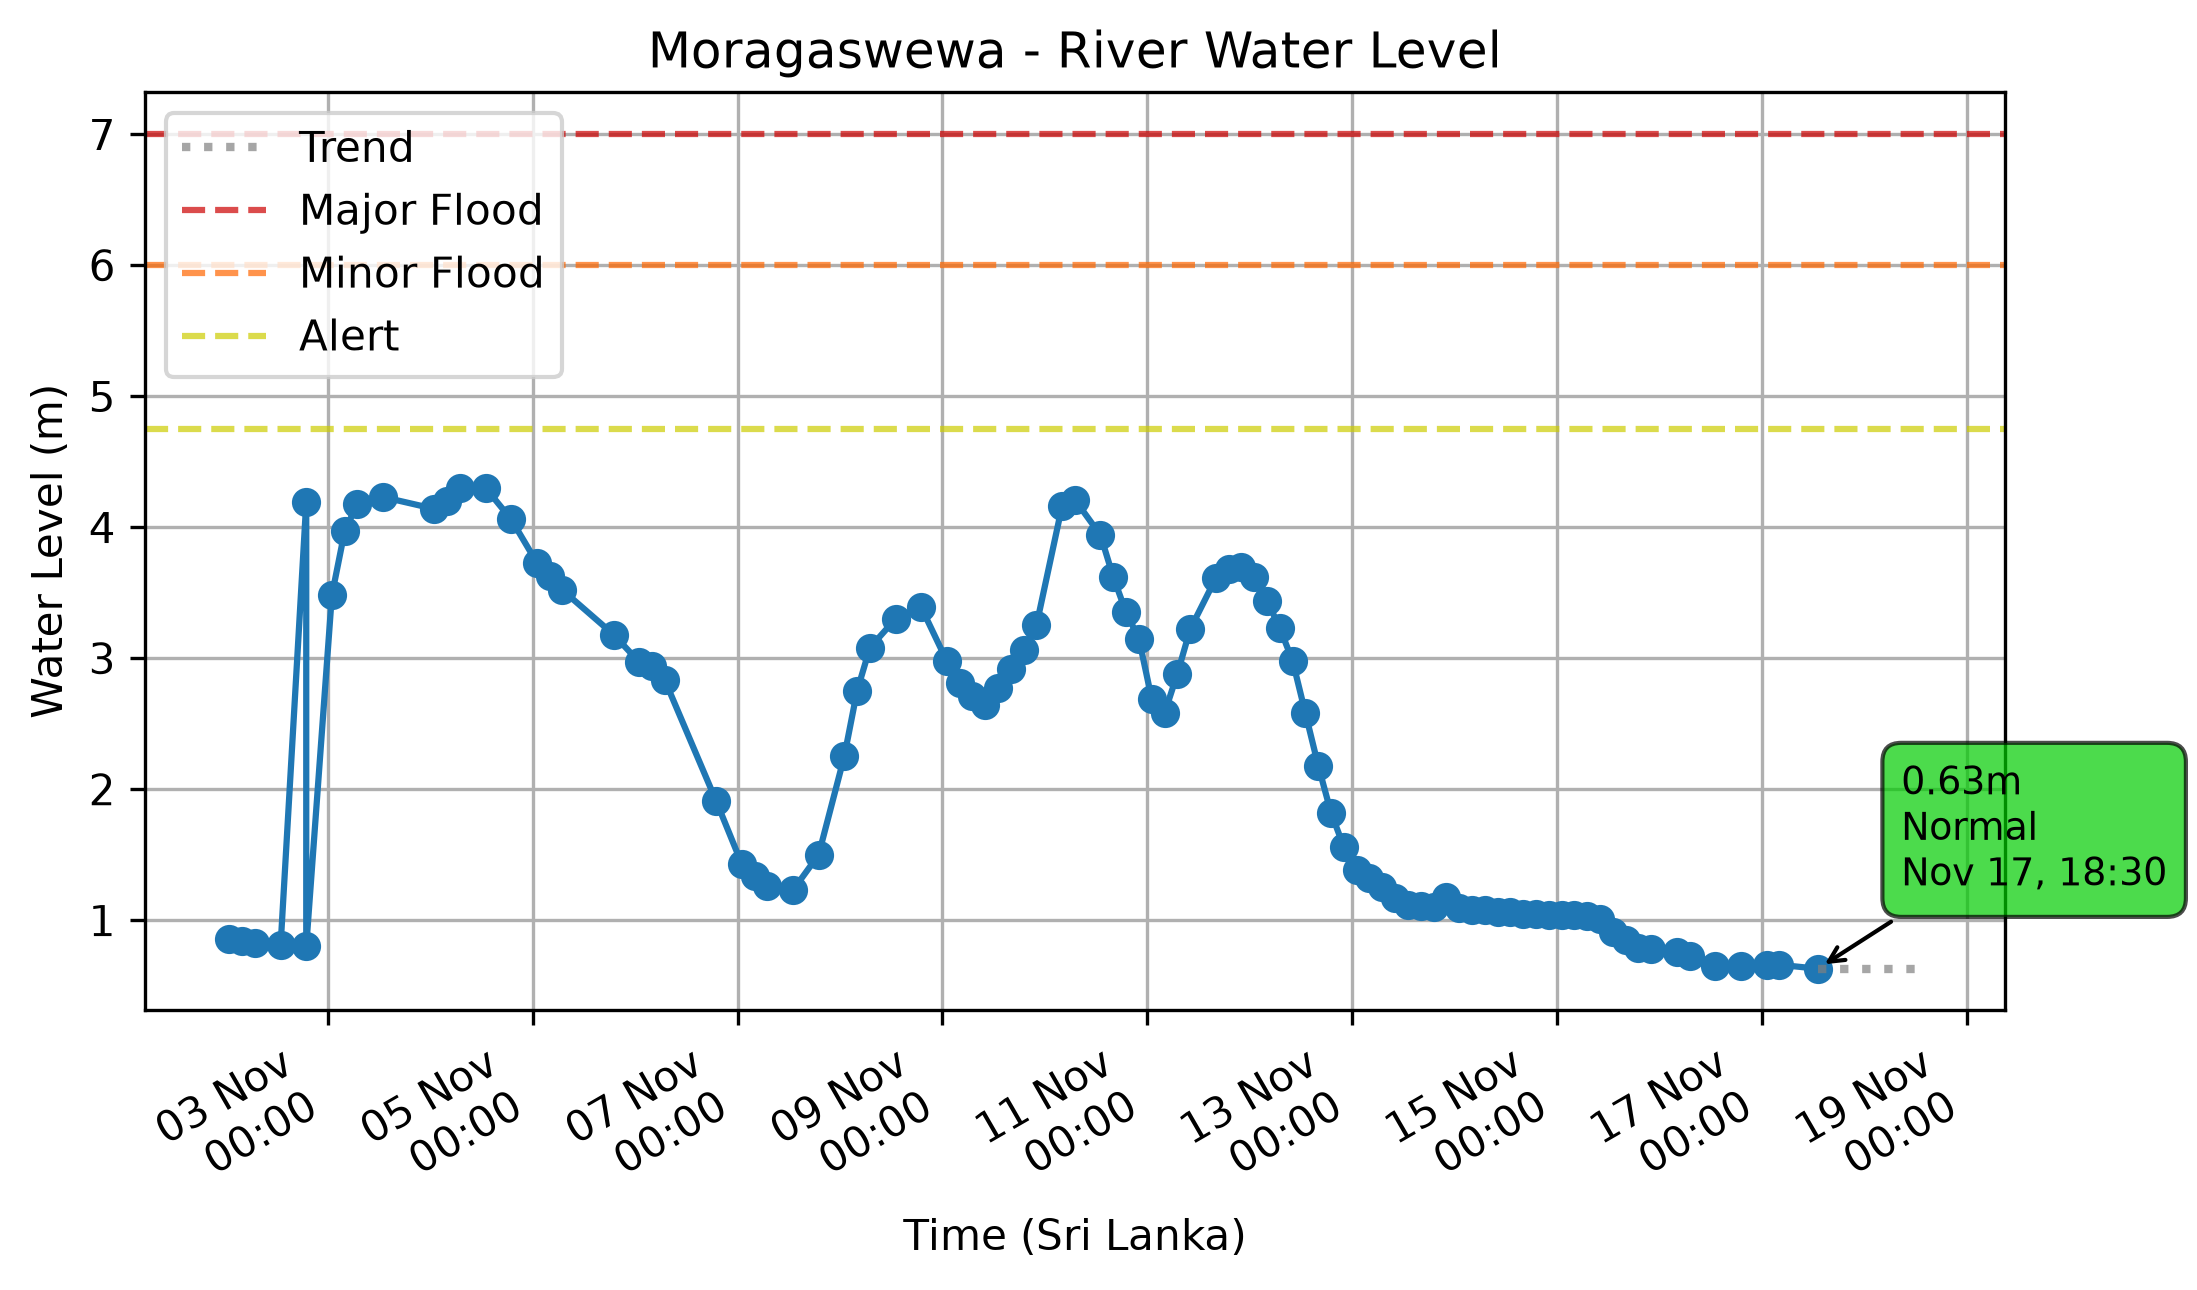 Moragaswewa - River Water Level
Trend
Major Flood
Minor Flood
Alert
Water Level (m)
7
6
5
4
3
2
1
0.63m
Normal
Nov 17, 18:30
03 Nov
00:00
05 Nov
00:00
07 Nov
00:00
09 Nov
00:00
11 Nov
00:00
13 Nov
00:00
15 Nov
00:00
17 Nov
00:00
19 Nov
00:00
Time (Sri Lanka)